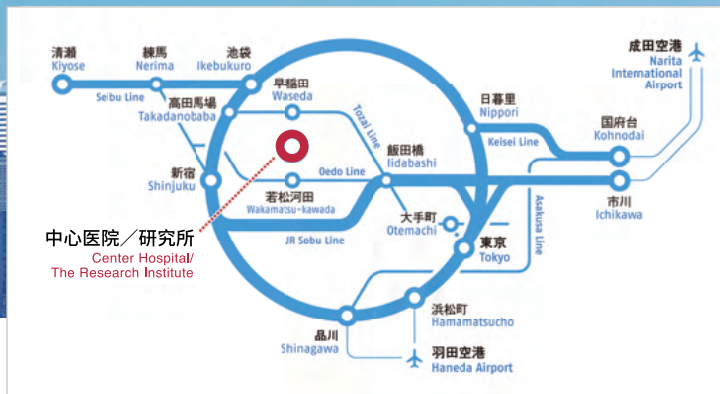 清瀬
Kiyose
練馬
Nerima
池袋
Ikebukuro
Seibu Line
高田馬場
Takadanobaba
早稲田
Waseda
Tozai Line
日暮里
Nippori
Keisei Line
成田空港
Narita
International
Airport
国府台
Kohnodai
新宿
Shinjuku
Oedo Line
飯田橋
Iidabashi
若松河田
Wakamatsu-kawada
JR Sobu Line
大手町
Otemachi
Asakusa Line
市川
Ichikawa
東京
Tokyo
中心医院／研究所
Center Hospital/
The Research Institute
浜松町
Hamamatsucho
品川
Shinagawa
羽田空港
Haneda Airport